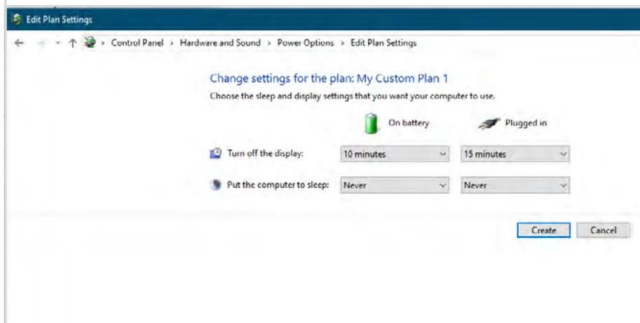 Edit Plan Settings
Control Panel > Hardware and Sound > Power Options > Edit Plan Settings
Change settings for the plan: My Custom Plan 1
Choose the sleep and display settings that you want your computer to use.
On battery Plugged in
Turn off the display: 10 minutes 15 minutes
Put the computer to sleep: Never Never
Create Cancel